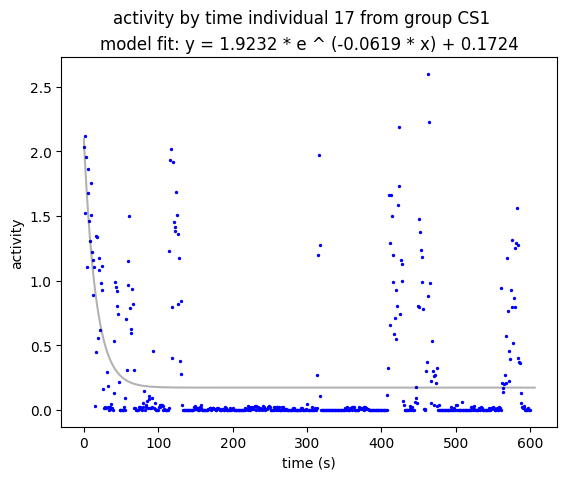 activity by time individual 17 from group CS1
model fit: y = 1.9232 * e ^ (-0.0619 * x) + 0.1724
2.5
2.0
1.5
1.0
0.5
0.0
activity
0 100 200 300 400 500 600
time (s)